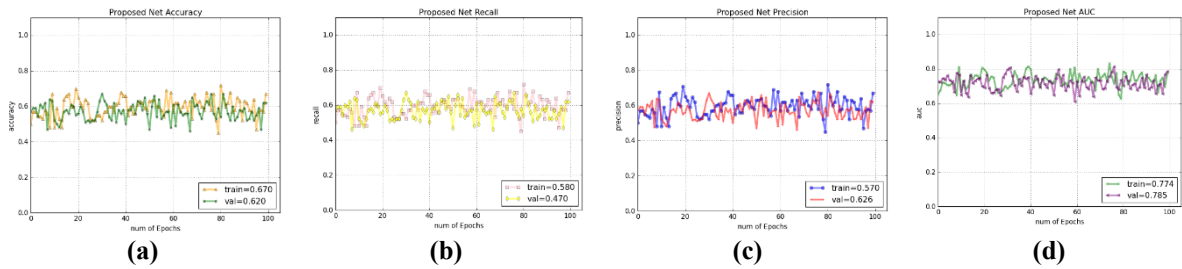 Proposed Net Accuracy
accuracy
1.0
0.8
0.6
0.4
0.2
0.0
0 20 40 60 80 100
num of Epochs
train=0.670
val=0.620
(a)
Proposed Net Recall
recall
1.0
0.8
0.6
0.4
0.2
0.0
0 20 40 60 80 100
num of Epochs
train=0.580
val=0.470
(b)
Proposed Net Precision
precision
1.0
0.8
0.6
0.4
0.2
0.0
0 20 40 60 80 100
num of Epochs
train=0.570
val=0.626
(c)
Proposed Net AUC
auc
1.0
0.8
0.6
0.4
0.2
0.0
0 20 40 60 80 100
num of Epochs
train=0.774
val=0.785
(d)